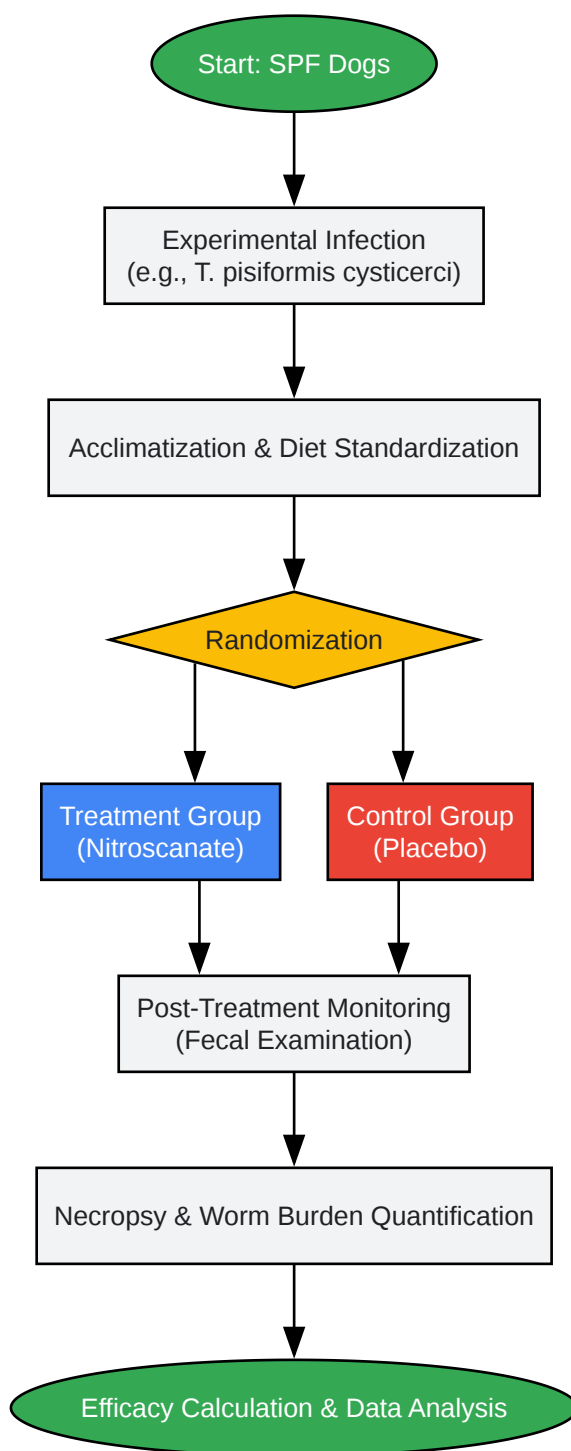 Start: SPF Dogs
Experimental Infection
(e.g., T. pisiformis cysticerci)
Acclimatization & Diet Standardization
Randomization
Treatment Group
(Nitroscanate)
Control Group
(Placebo)
Post-Treatment Monitoring
(Fecal Examination)
Necropsy & Worm Burden Quantification
Efficacy Calculation & Data Analysis